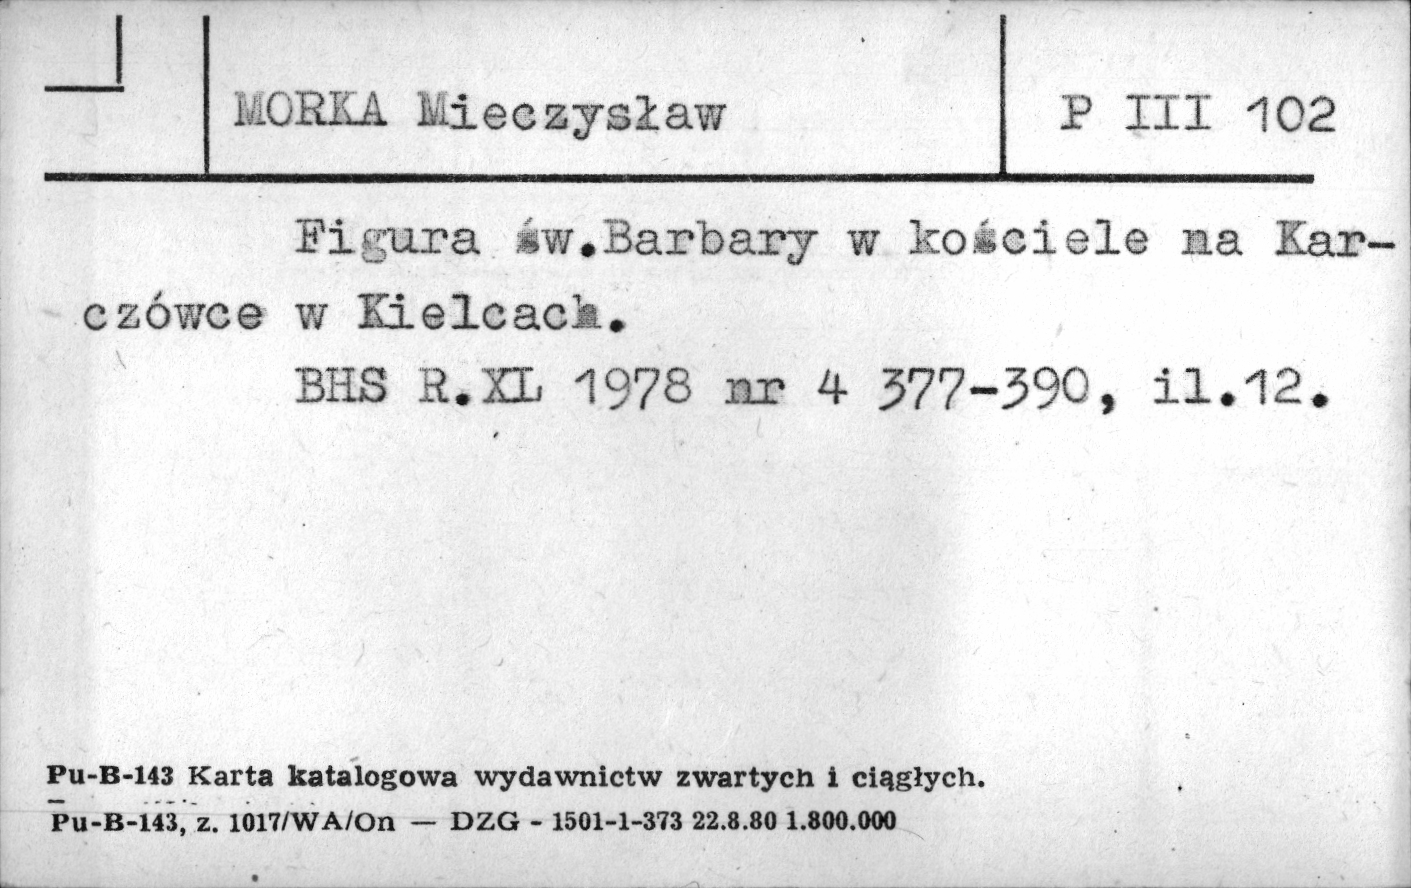 MORKA Mieczysław P III 102
Figura św.Barbary w kościele na Kar-
czówce w Kielcach.
BHS R.XL 1978 nr 4 377-390, il.12.
Pu-B-143 Karta katalogowa wydawnictw zwartych i ciągłych.
Pu-B-143, z. 1017/WA/On — DZG - 1501-1-373 22.8.80 1.800.000